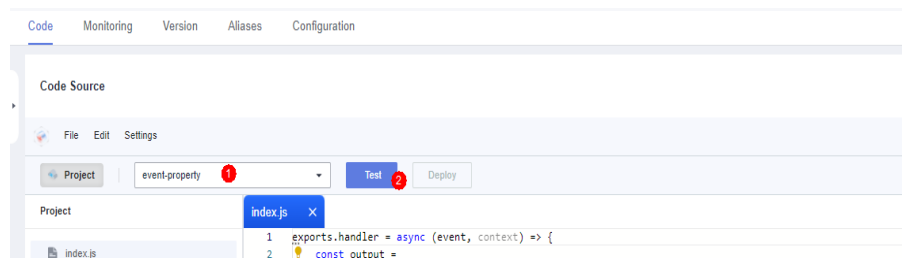 Code Monitoring Version Aliases Configuration
Code Source
File Edit Settings
Project event-property 1 Test 2 Deploy
Project index.js ×
1 exports.handler = async (event, context) => {
index.js 2 const output =